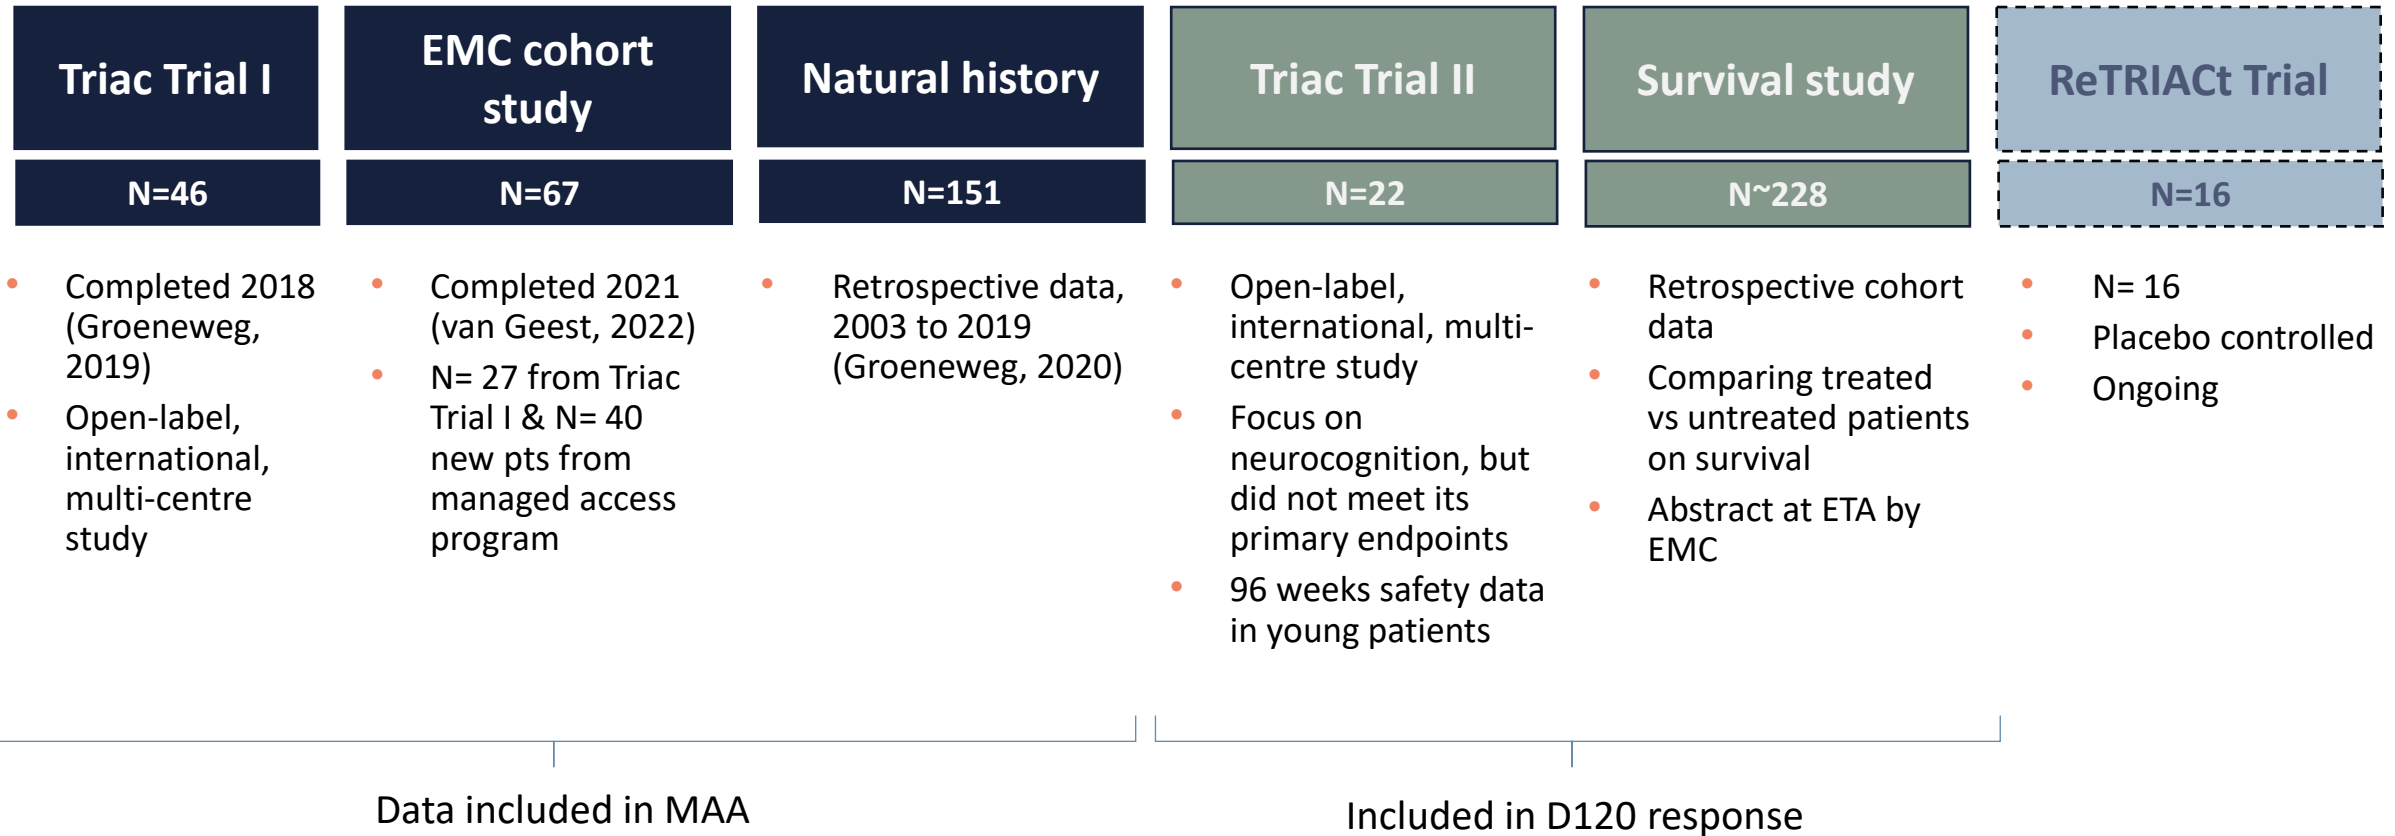 Triac Trial I
N=46
• Completed 2018
(Groeneweg,
2019)
• Open-label,
international,
multi-centre
study
EMC cohort
study
N=67
• Completed 2021
(van Geest, 2022)
• N= 27 from Triac
Trial I & N= 40
new pts from
managed access
program
Natural history
N=151
• Retrospective data,
2003 to 2019
(Groeneweg, 2020)
Triac Trial II
N=22
• Open-label,
international, multi-
centre study
• Focus on
neurocognition, but
did not meet its
primary endpoints
• 96 weeks safety data
in young patients
Survival study
N~228
• Retrospective cohort
data
• Comparing treated
vs untreated patients
on survival
• Abstract at ETA by
EMC
ReTRIACt Trial
N=16
• N= 16
• Placebo controlled
• Ongoing
Data included in MAA
Included in D120 response